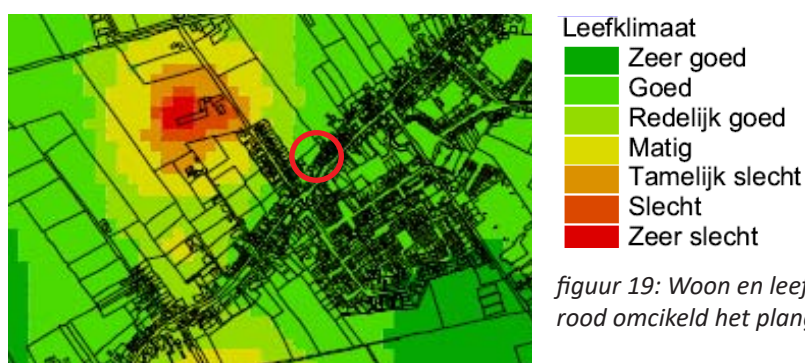 Leefklimaat
Zeer goed
Goed
Redelijk goed
Matig
Tamelijk slecht
Slecht
Zeer slecht
figuur 19: Woon en leef
rood omcikeld het plang